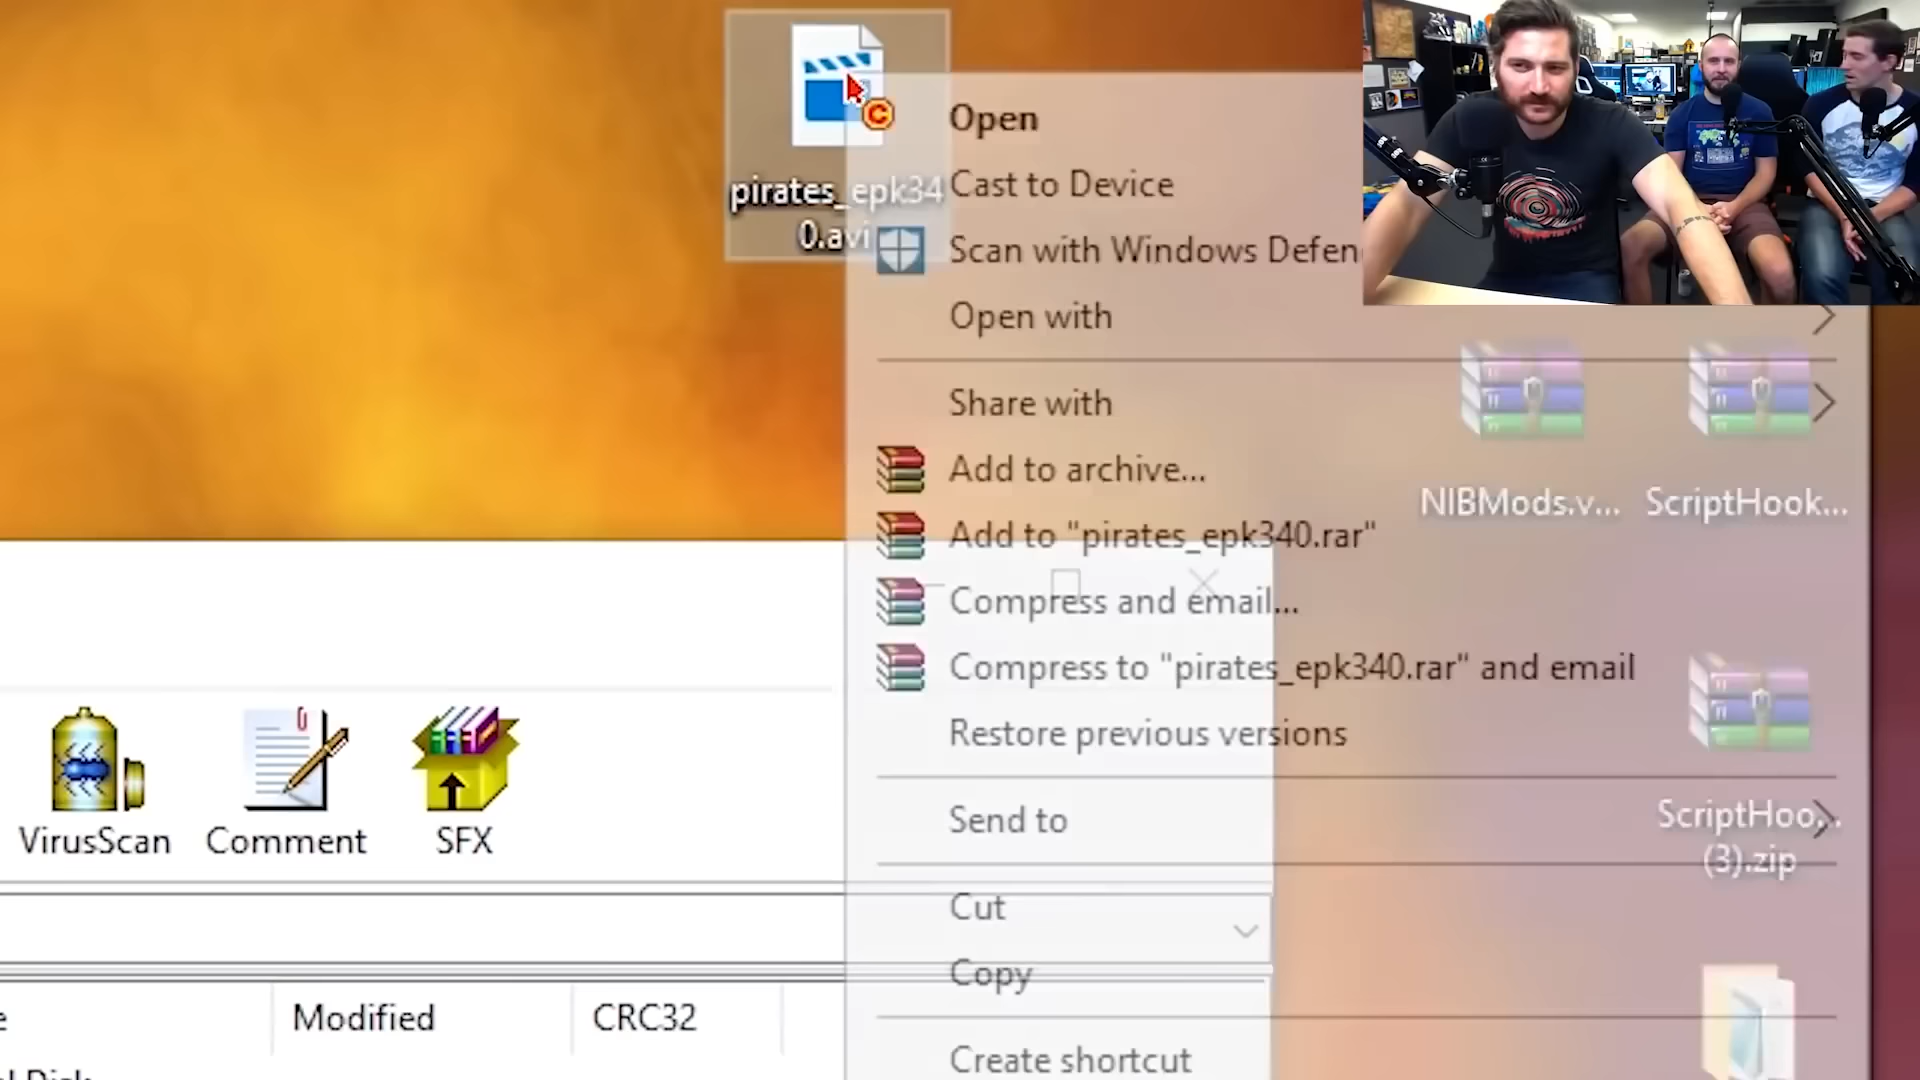 pirates_epk34
0.avi
Open
Cast to Device
Scan with Windows Defen
Open with
Share with
Add to archive...
Add to "pirates_epk340.rar"
Compress and email...
Compress to "pirates_epk340.rar" and email
Restore previous versions
Send to
Cut
Copy
Create shortcut
NIBMods.v...
ScriptHook...
ScriptHoo...
(3).zip
VirusScan
Comment
SFX
Modified
CRC32